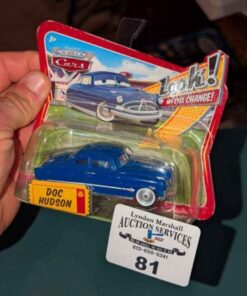 Cars
Look!
MY EYES CHANGE!
DOC
HUDSON
Lyndon Marshall
AUCTION SERVICES
81